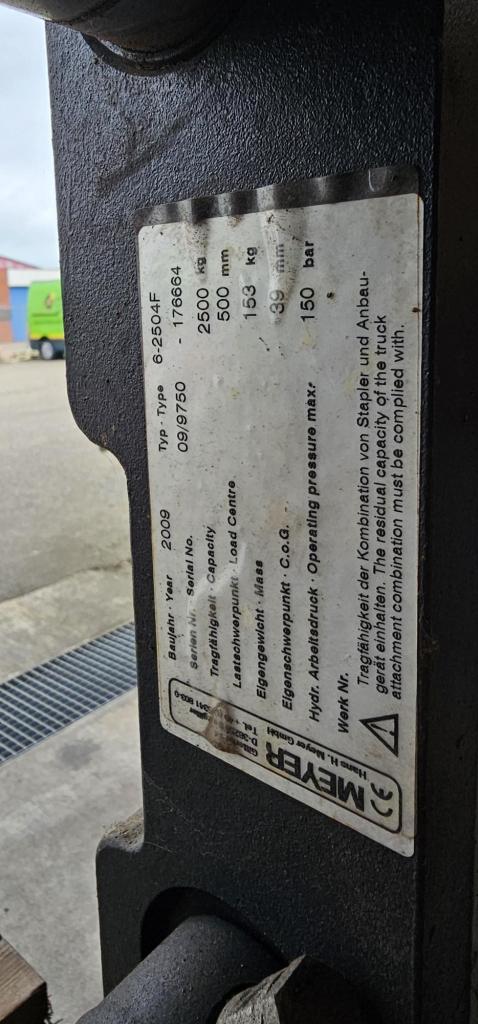 CE MEYER
Hans H. Meyer GmbH
Baujahr · Year 2009 Typ · Type 6-2504F
Serien Nr. · Serial No. 09/9750 - 176664
Tragfähigkeit · Capacity 2500 kg
Lastschwerpunkt · Load Centre 500 mm
Eigengewicht · Mass 153 kg
Eigenschwerpunkt · C.o.G. 39 mm
Hydr. Arbeitsdruck · Operating pressure max. 150 bar
Werk Nr.
Tragfähigkeit der Kombination von Stapler und Anbau-
gerät einhalten. The residual capacity of the truck
attachment combination must be complied with.